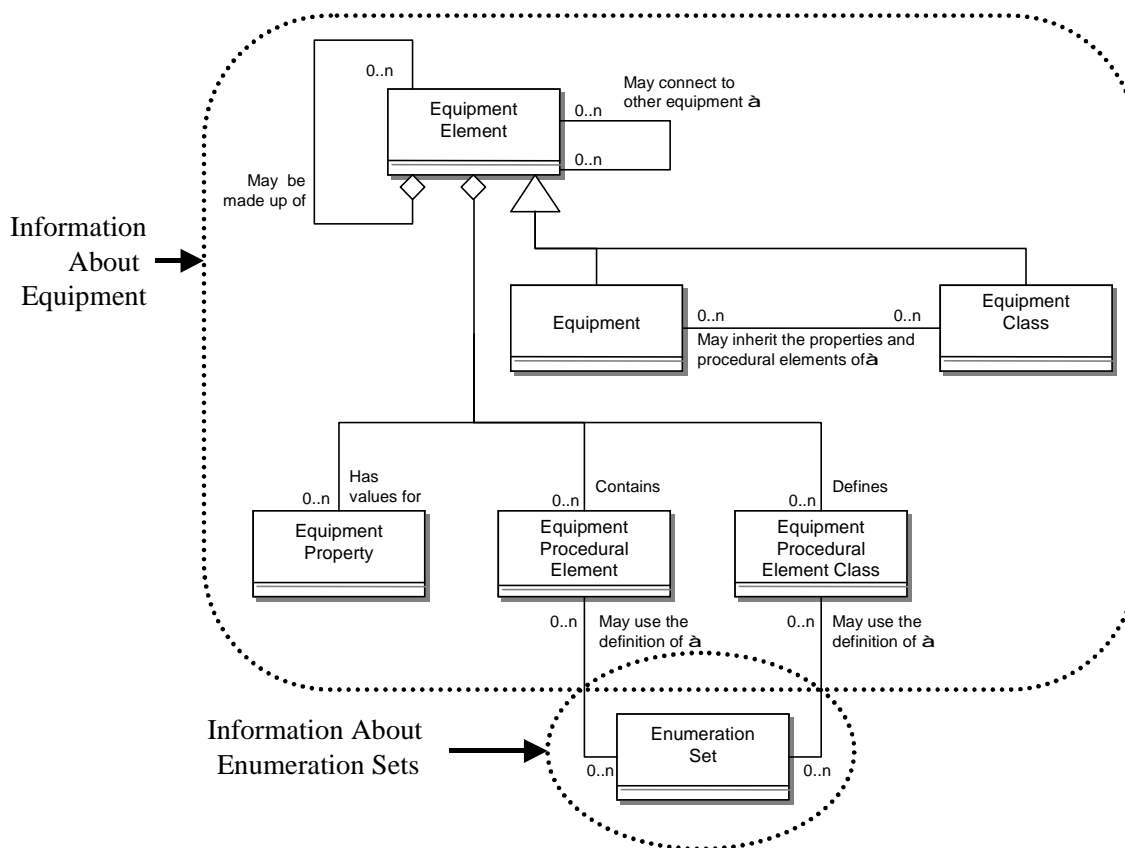 0..n
Equipment
Element
0..n
0..n
May connect to
other equipment à
May be
made up of
Information
About
Equipment
Equipment
0..n
0..n
May inherit the properties and
procedural elements of à
Equipment
Class
Has
values for
0..n
Contains
0..n
Defines
0..n
Equipment
Property
Equipment
Procedural
Element
Equipment
Procedural
Element Class
0..n
May use the
definition of à
0..n
May use the
definition of à
Information About
Enumeration Sets
Enumeration
Set
0..n
0..n